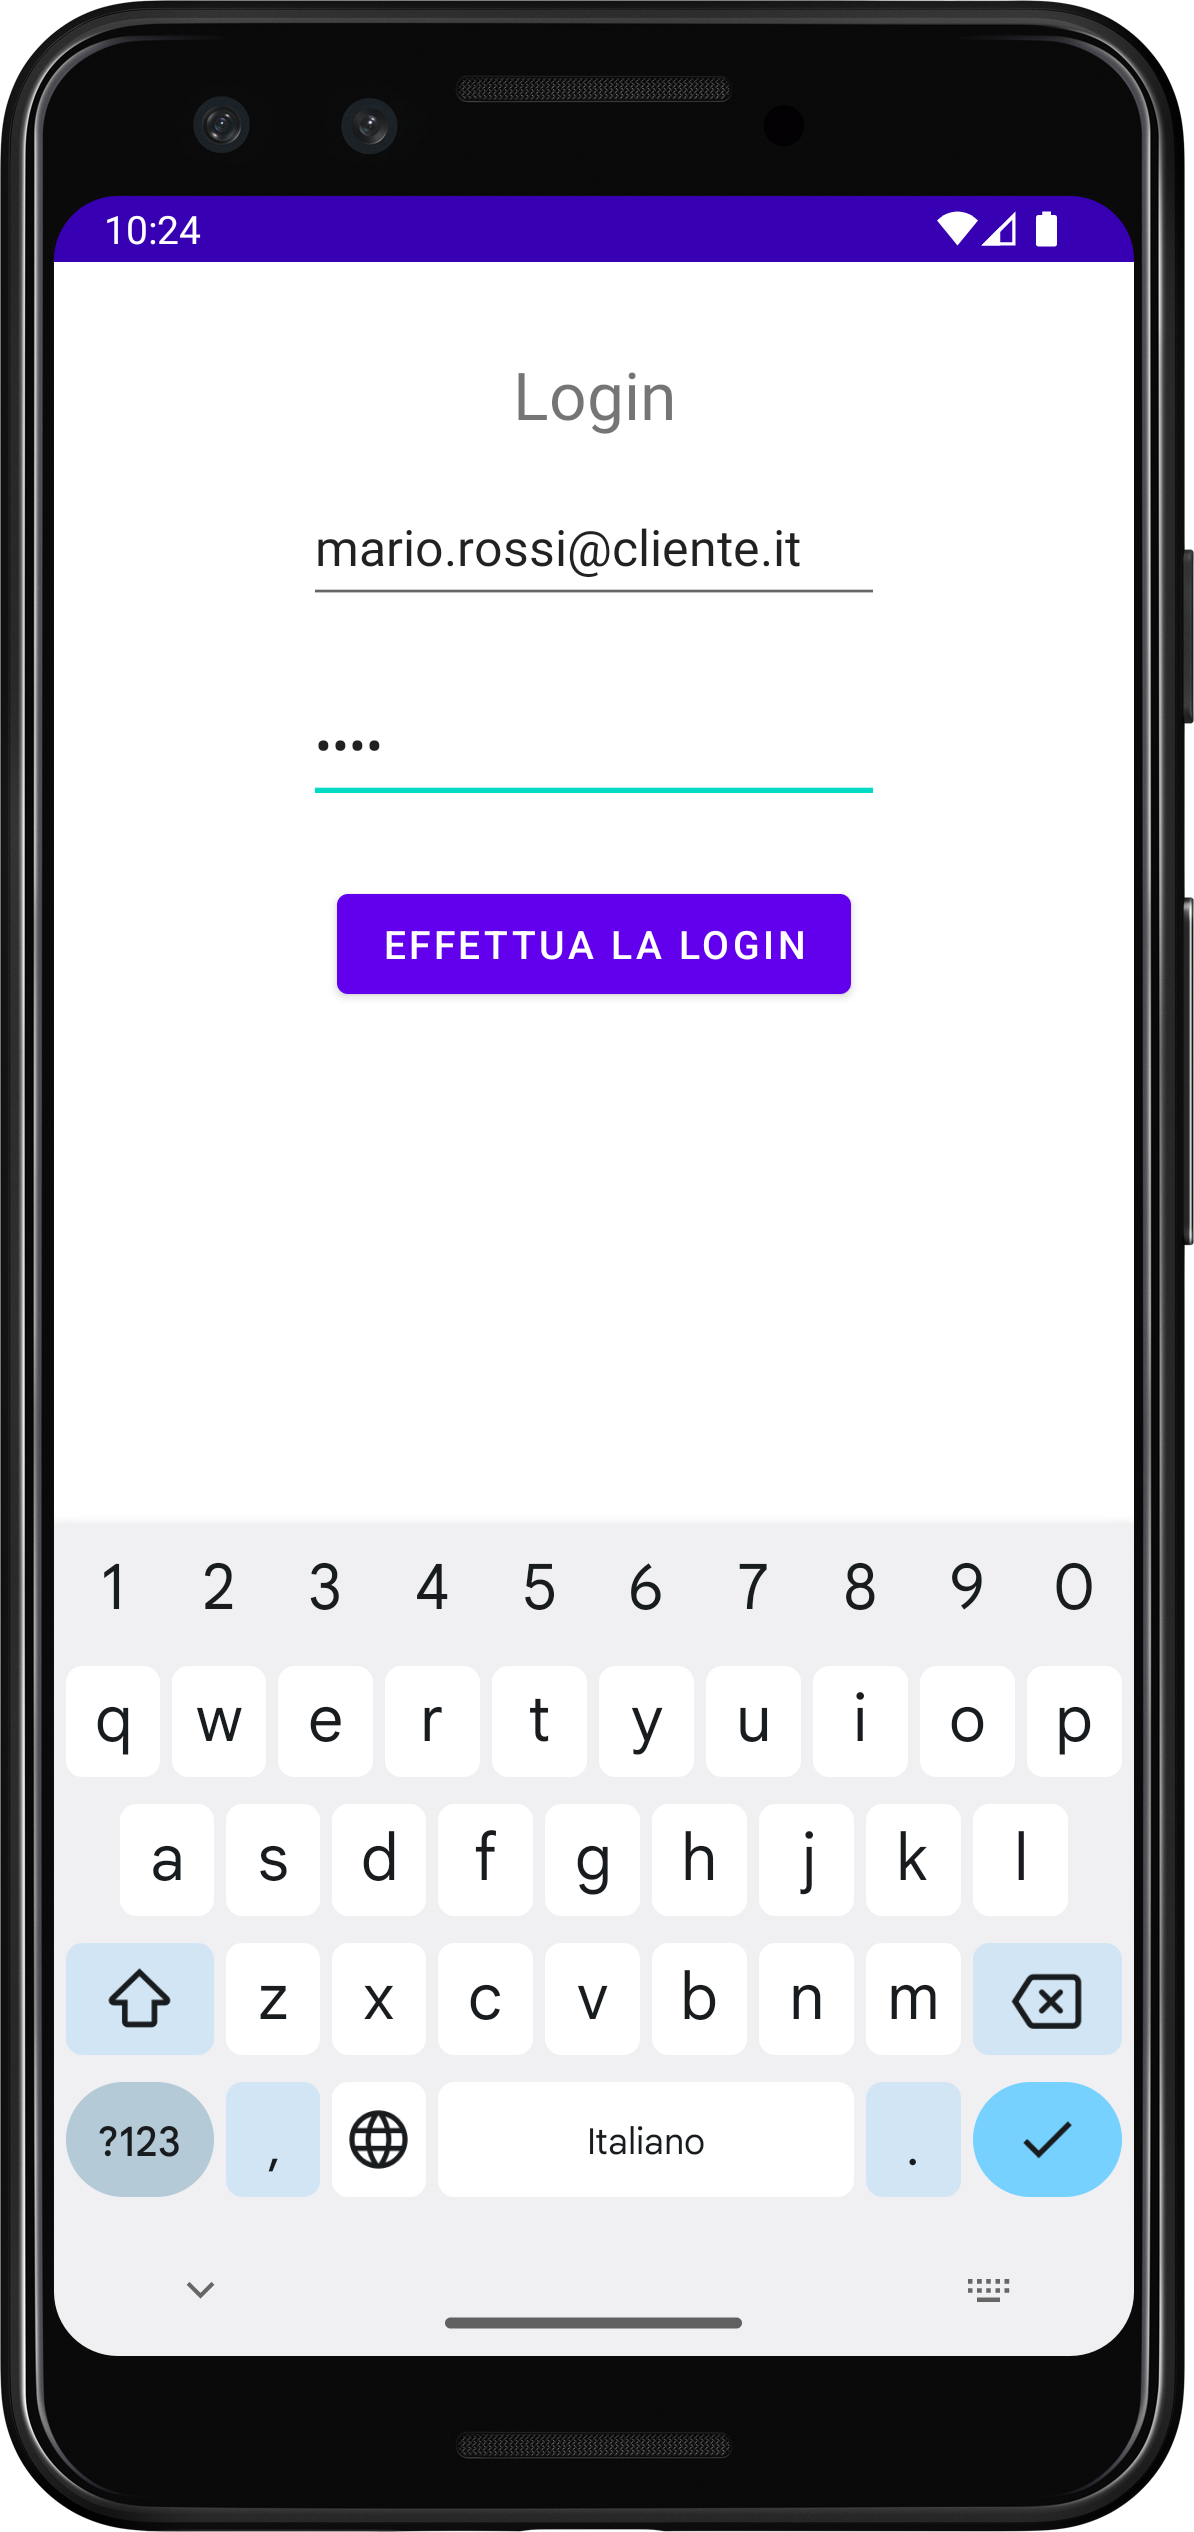 10:24
Login
mario.rossi@cliente.it
••••
EFFETTUA LA LOGIN
1 2 3 4 5 6 7 8 9 0
q w e r t y u i o p
a s d f g h j k l
z x c v b n m
?123 , Italiano .